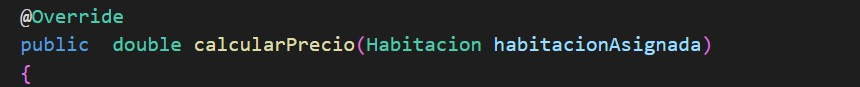 @Override
public  double calcularPrecio(Habitacion habitacionAsignada)
{